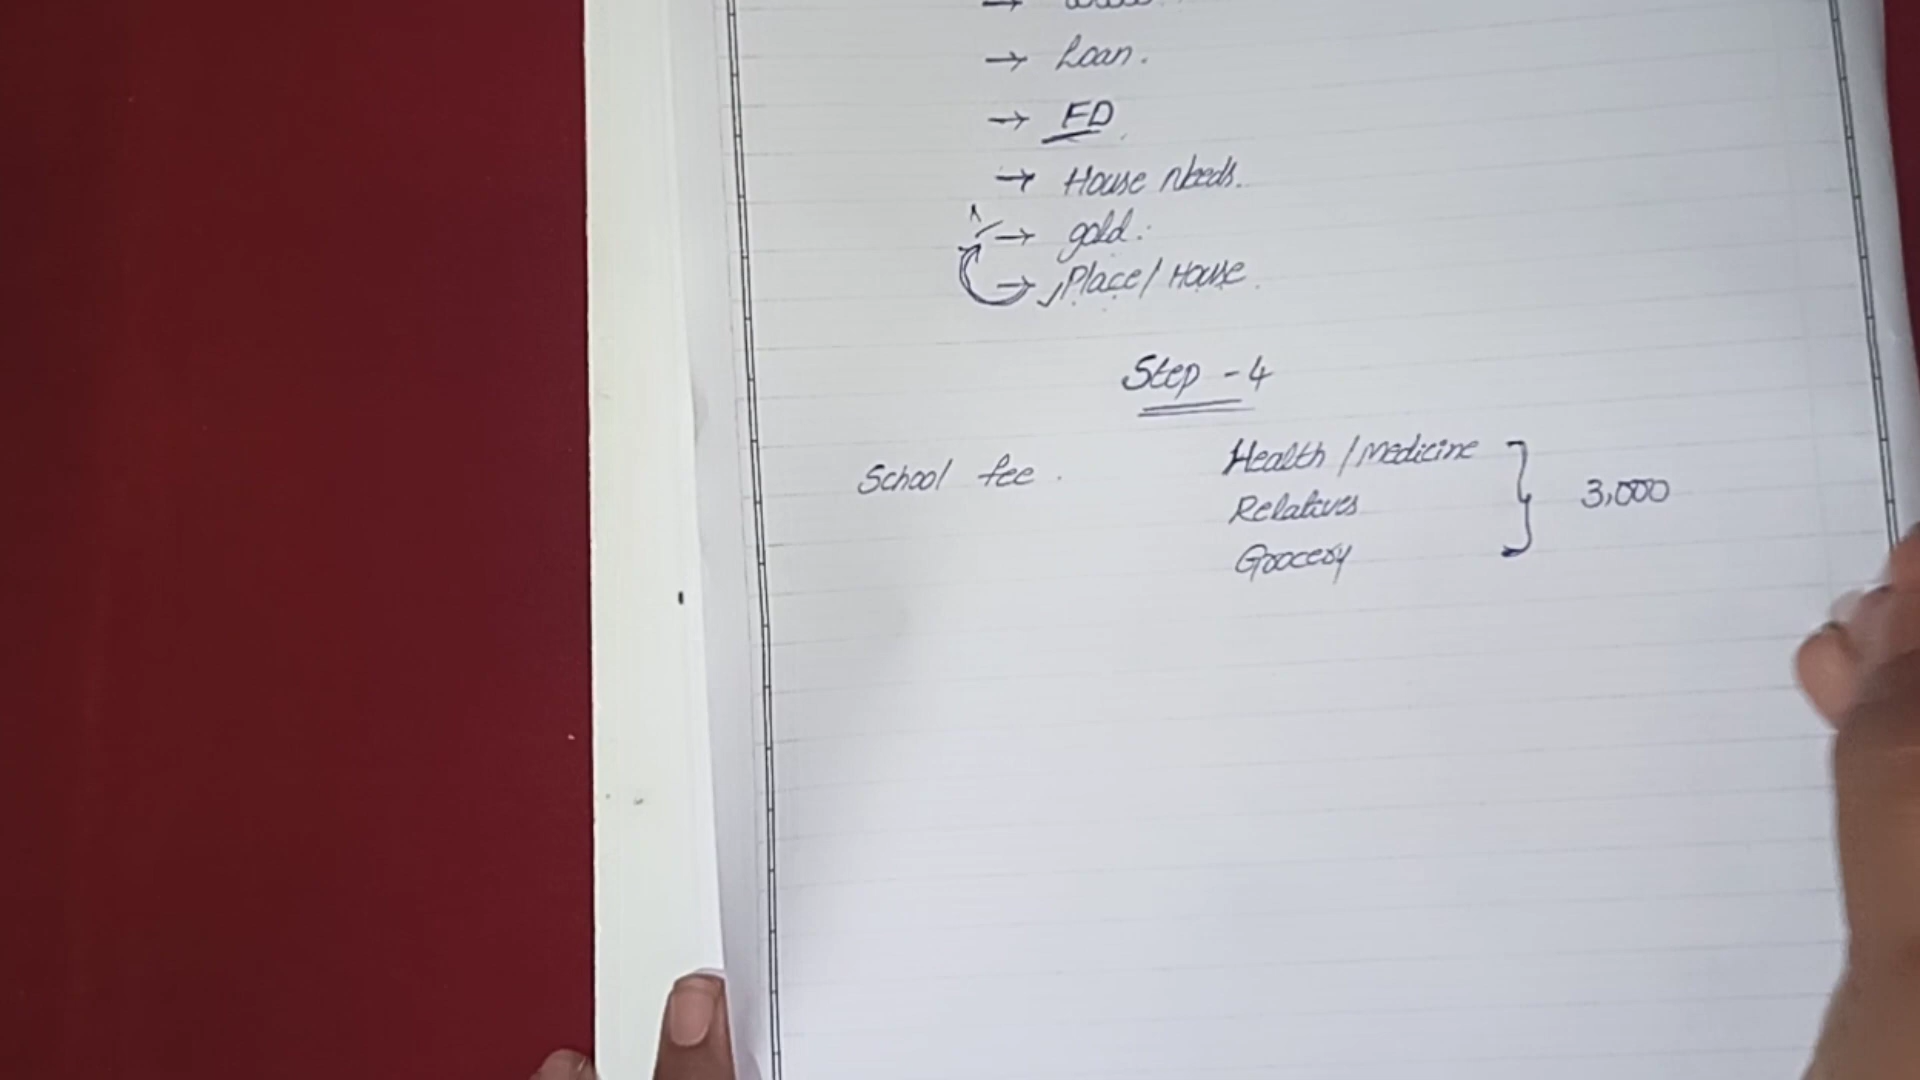 → Loan.
→ FD
→ House Needs.
→ gold.
→ Place/House.
Step - 4
School fee.
Health/Medicine
Relatives
Grocery
3,000